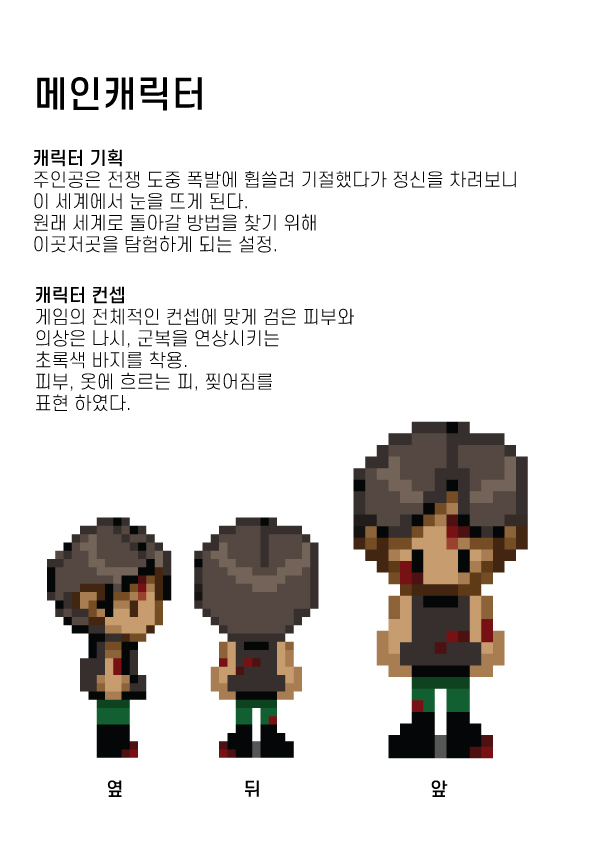 메인캐릭터
캐릭터 기획
주인공은 전쟁 도중 폭발에 휩쓸려 기절했다가 정신을 차려보니
이 세계에서 눈을 뜨게 된다.
원래 세계로 돌아갈 방법을 찾기 위해
이곳저곳을 탐험하게 되는 설정.
캐릭터 컨셉
게임의 전체적인 컨셉에 맞게 검은 피부와
의상은 나시, 군복을 연상시키는
초록색 바지를 착용.
피부, 옷에 흐르는 피, 찢어짐를
표현 하였다.
옆 뒤 앞